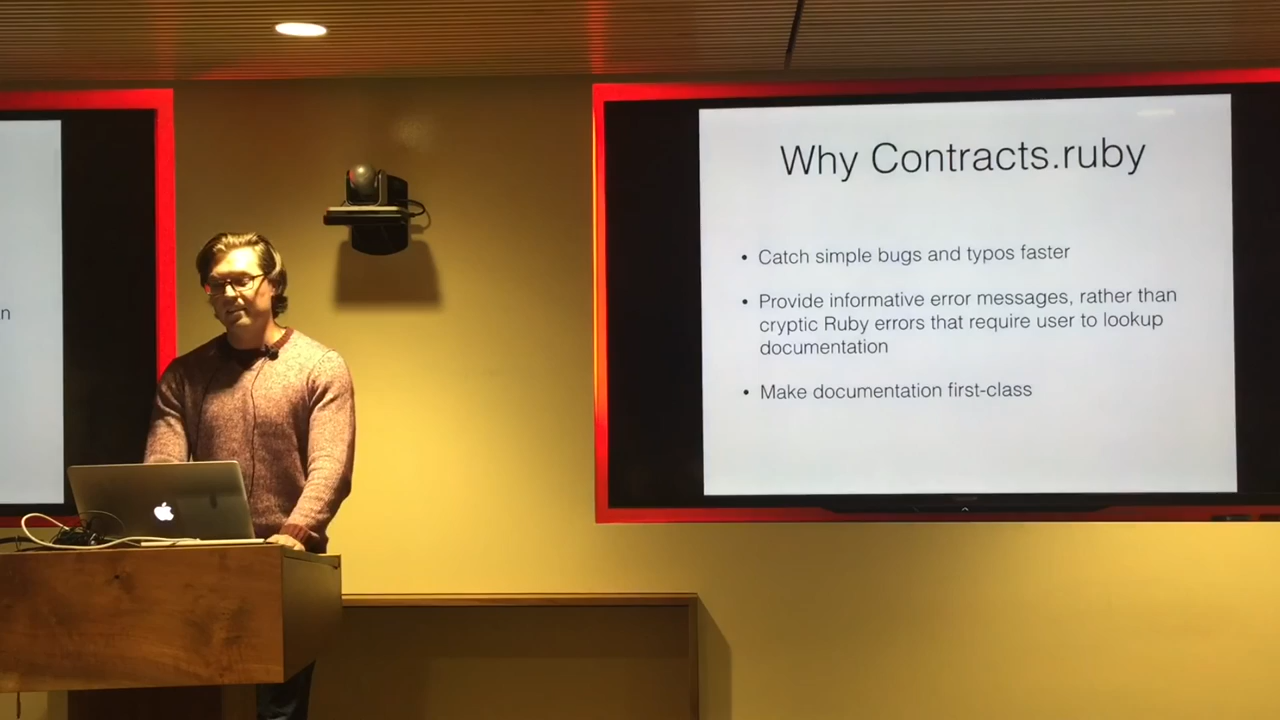 n
Why Contracts.ruby
• Catch simple bugs and typos faster
• Provide informative error messages, rather than
cryptic Ruby errors that require user to lookup
documentation
• Make documentation first-class